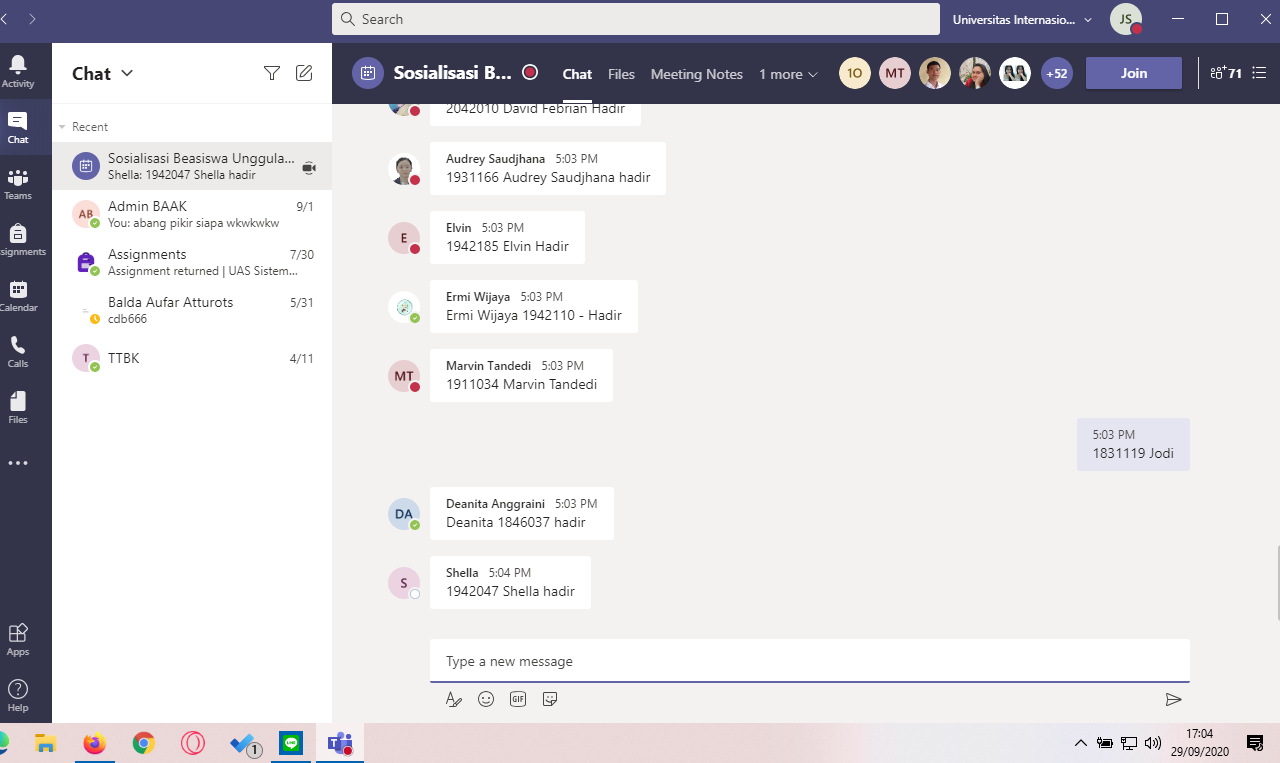 Search
Universitas Internasio...
JS
Activity
Chat
Teams
ssignments
Calendar
Calls
Files
Apps
Help
Chat
Recent
Sosialisasi Beasiswa Unggula...
Shella: 1942047 Shella hadir
AB
Admin BAAK
9/1
You: abang pikir siapa wkwkwkw
Assignments
7/30
Assignment returned | UAS Sistem...
Balda Aufar Atturots
5/31
cdb666
T
TTBK
4/11
Sosialisasi B...
Chat
Files
Meeting Notes
1 more
1O
MT
+52
Join
71
2042010 David Febrian Hadir
Audrey Saudjhana 5:03 PM
1931166 Audrey Saudjhana hadir
E
Elvin 5:03 PM
1942185 Elvin Hadir
Ermi Wijaya 5:03 PM
Ermi Wijaya 1942110 - Hadir
MT
Marvin Tandedi 5:03 PM
1911034 Marvin Tandedi
5:03 PM
1831119 Jodi
DA
Deanita Anggraini 5:03 PM
Deanita 1846037 hadir
S
Shella 5:04 PM
1942047 Shella hadir
Type a new message
GIF
1
LINE
17:04
29/09/2020